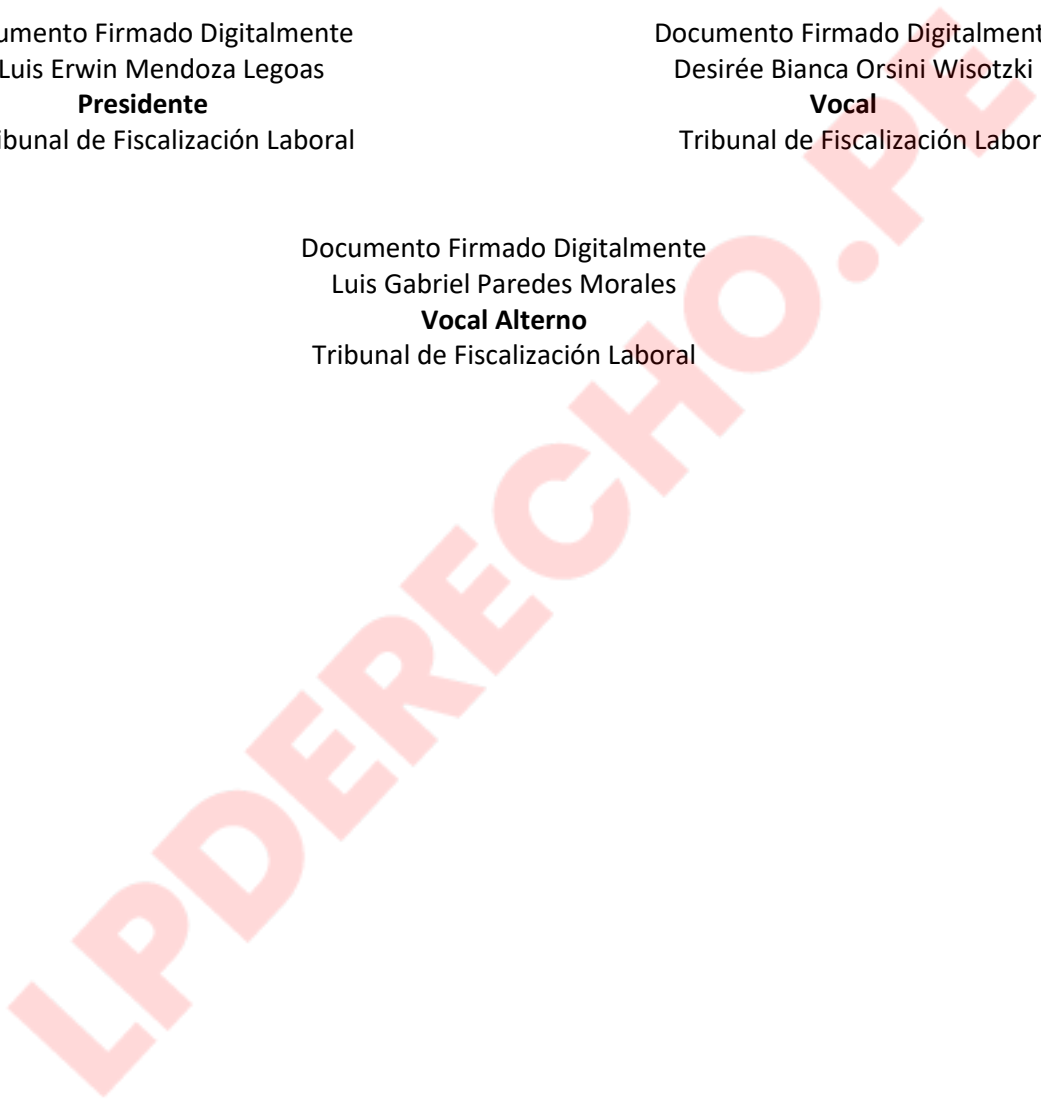 umento Firmado Digitalmente
Luis Erwin Mendoza Legoas
Presidente
ibunal de Fiscalización Laboral
Documento Firmado Digitalment
Desirée Bianca Orsini Wisotzki
Vocal
Tribunal de Fiscalización Labor
Documento Firmado Digitalmente
Luis Gabriel Paredes Morales
Vocal Alterno
Tribunal de Fiscalización Laboral
LPDERECHO.PE